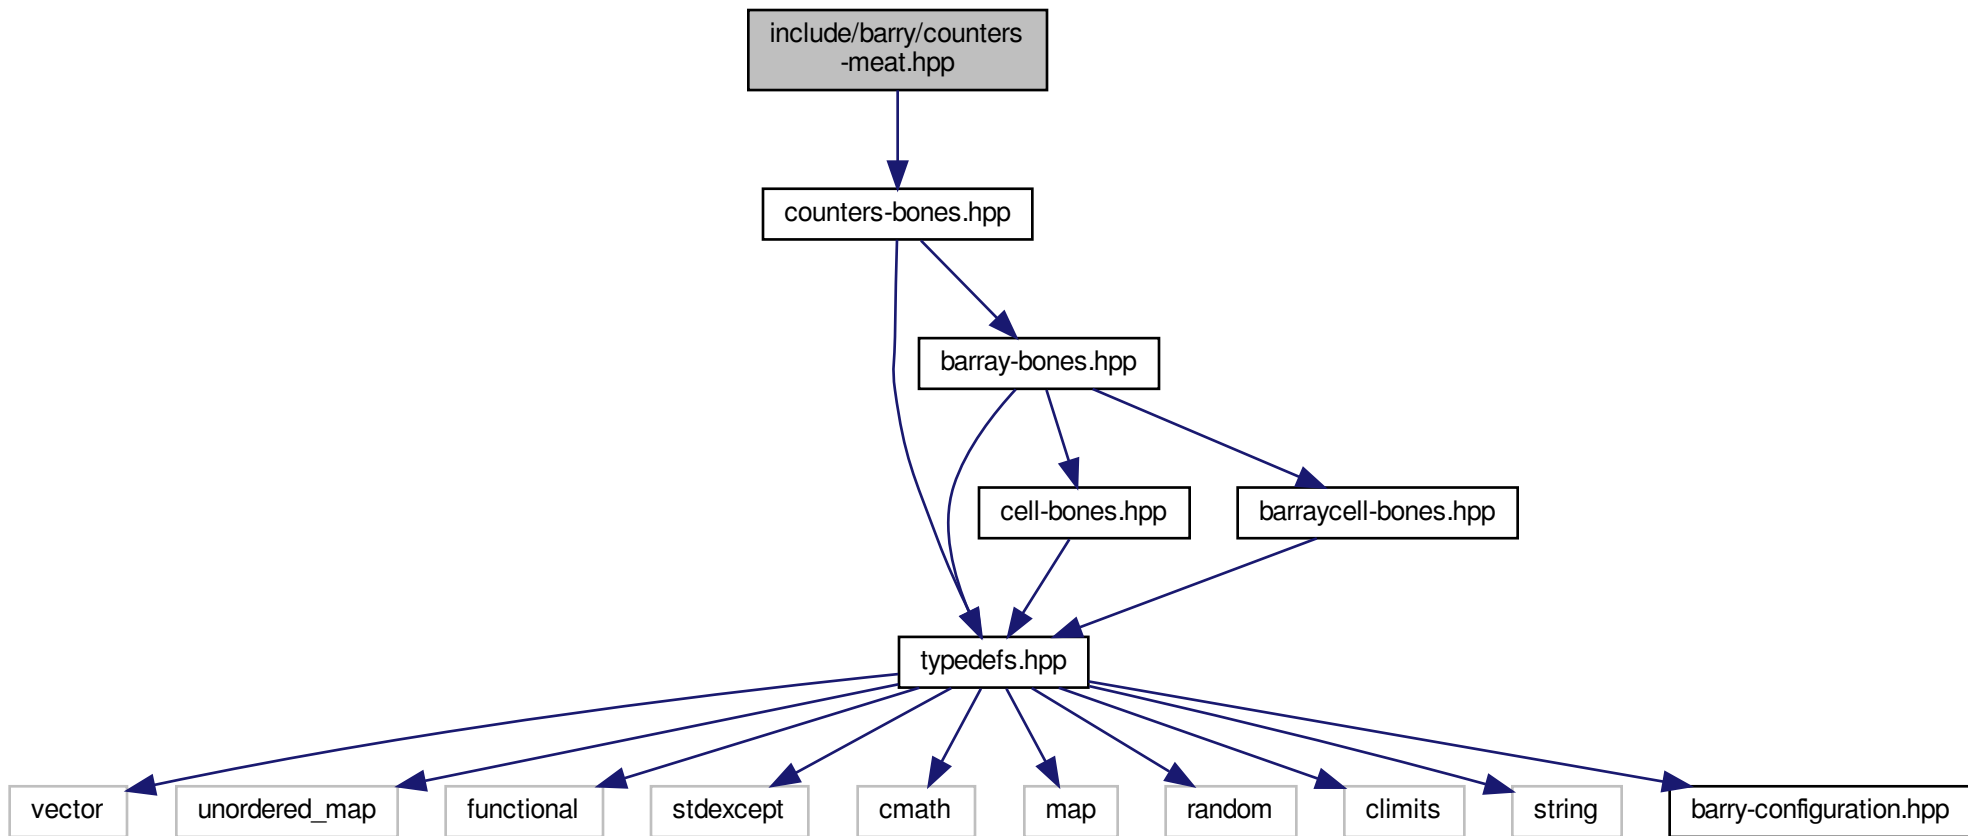 include/barry/counters
-meat.hpp
counters-bones.hpp
barray-bones.hpp
cell-bones.hpp
barraycell-bones.hpp
typedefs.hpp
vector
unordered_map
functional
stdexcept
cmath
map
random
climits
string
barry-configuration.hpp